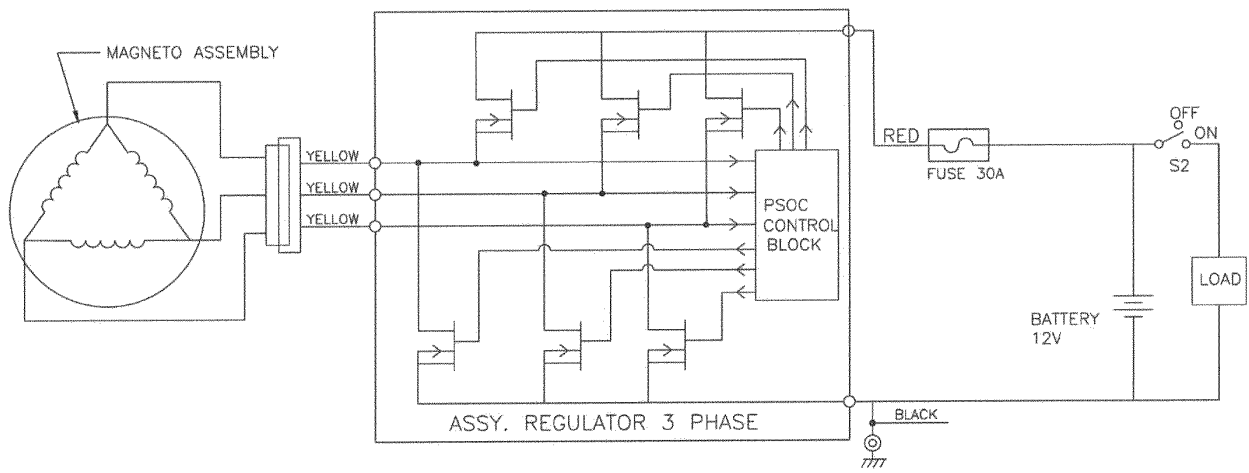 MAGNETO ASSEMBLY
YELLOW
YELLOW
YELLOW
PSOC
CONTROL
BLOCK
ASSY. REGULATOR 3 PHASE
RED
FUSE 30A
OFF
ON
S2
BATTERY
12V
LOAD
BLACK